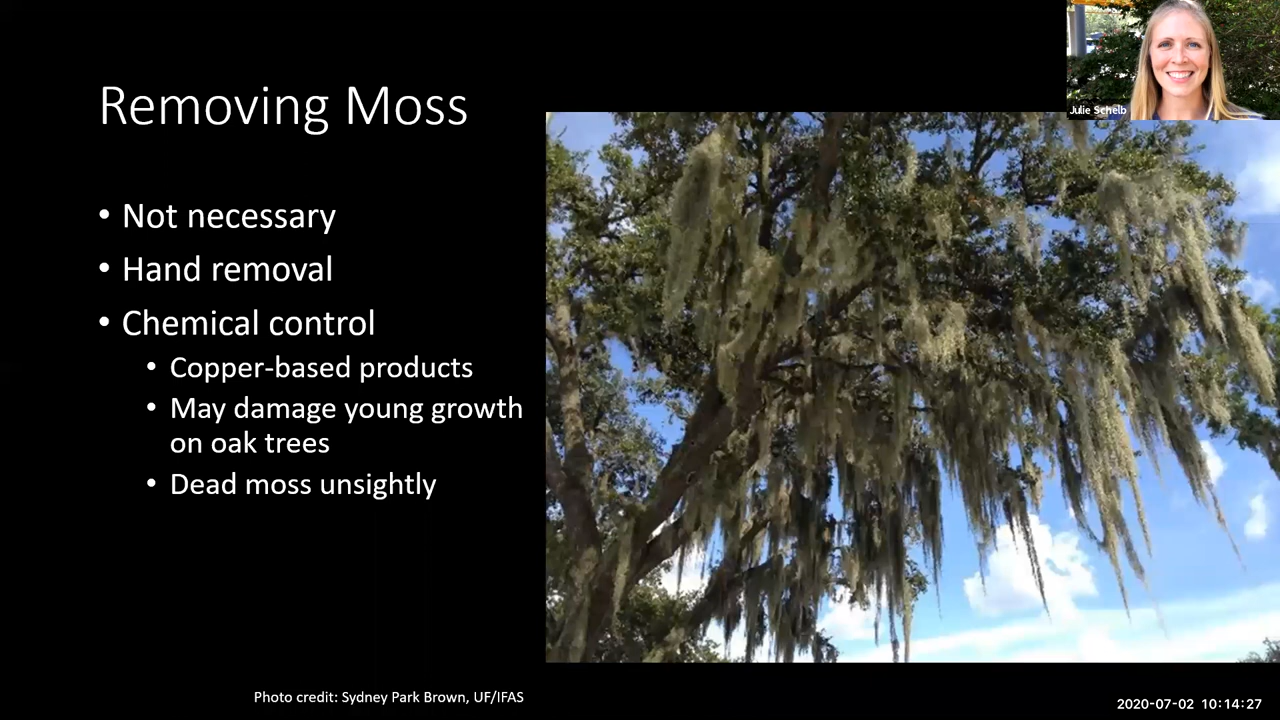 Julie Schelb
Removing Moss
• Not necessary
• Hand removal
• Chemical control
• Copper-based products
• May damage young growth
on oak trees
• Dead moss unsightly
Photo credit: Sydney Park Brown, UF/IFAS
2020-07-02 10:14:27